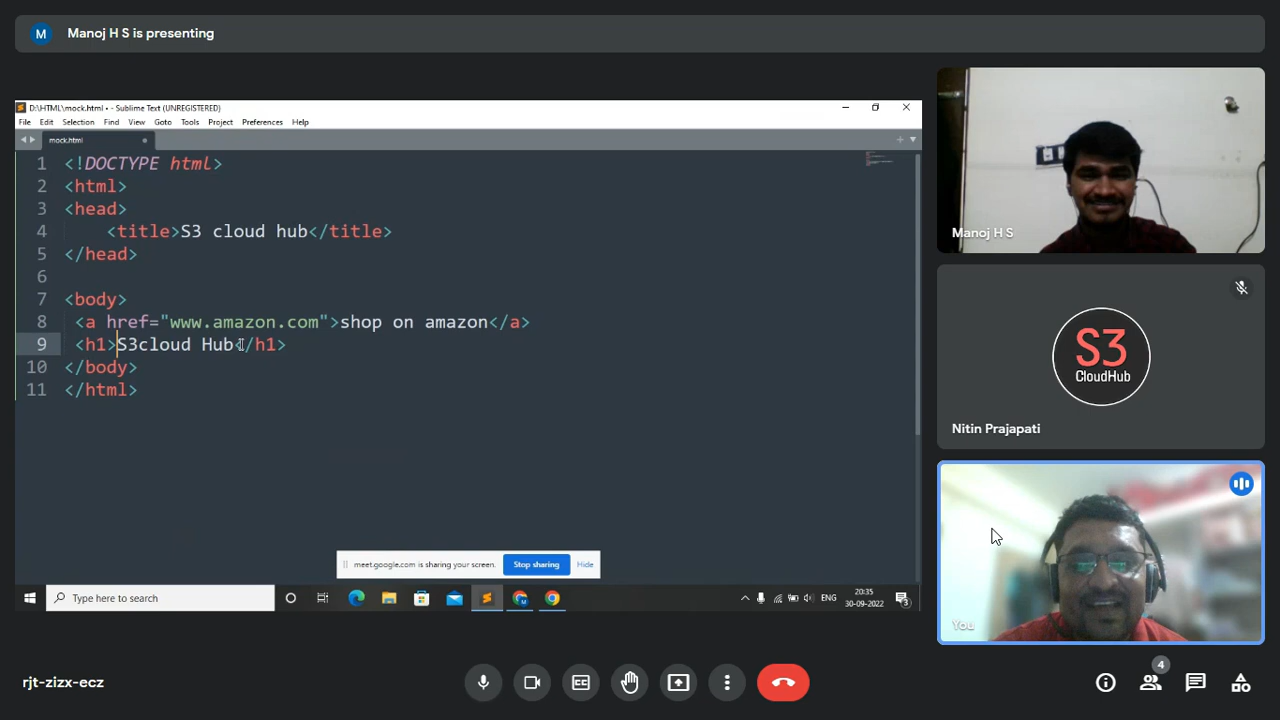 M Manoj H S is presenting
D:\HTML\mock.html • - Sublime Text (UNREGISTERED)
File Edit Selection Find View Goto Tools Project Preferences Help
mock.html
1 <!DOCTYPE html>
2 <html>
3 <head>
4 <title>S3 cloud hub</title>
5 </head>
6
7 <body>
8 <a href="www.amazon.com">shop on amazon</a>
9 <h1>S3cloud Hub</h1>
10 </body>
11 </html>
meet.google.com is sharing your screen. Stop sharing Hide
Type here to search
ENG
20:35
30-09-2022
3
Manoj H S
S3
CloudHub
Nitin Prajapati
You
rjt-zizx-ecz
CC
4